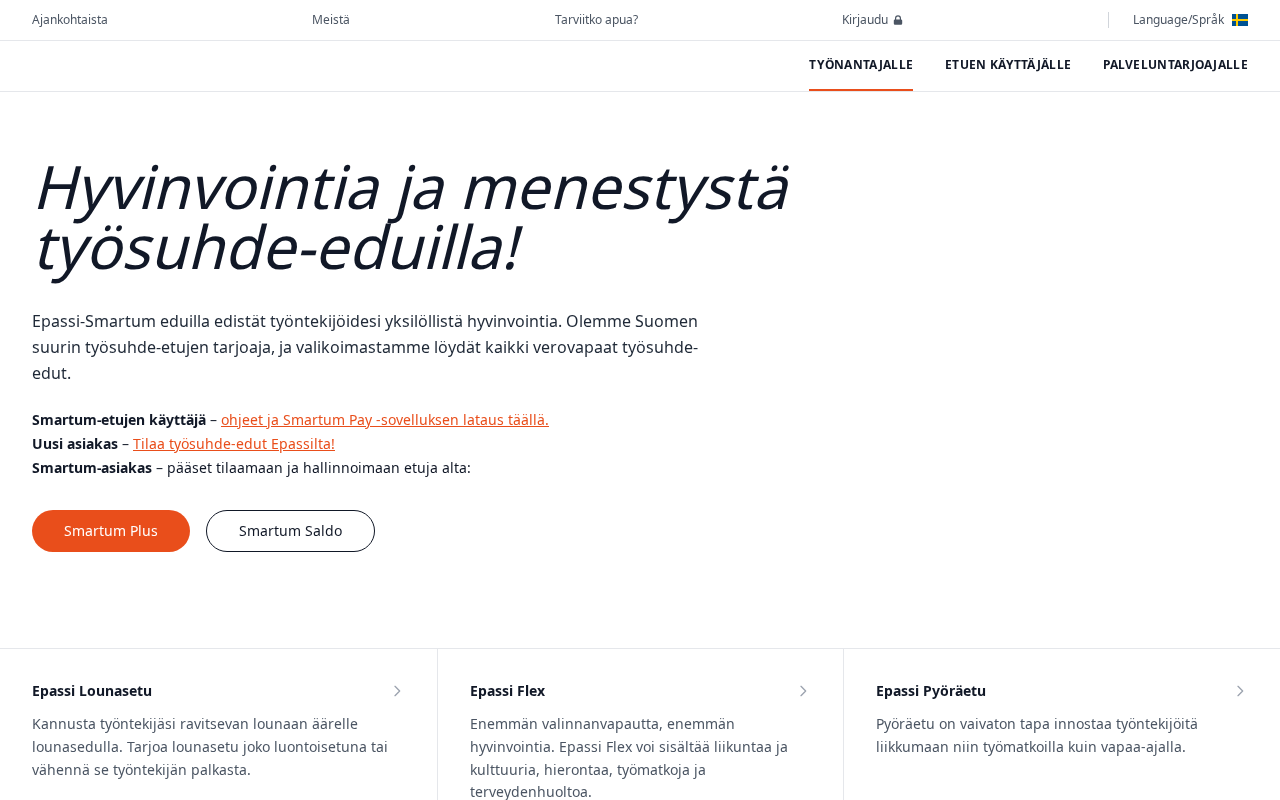 Ajankohtaista
Meistä
Tarviitko apua?
Kirjaudu
Language/Språk
TYÖNANTAJALLE
ETUEN KÄYTTÄJÄLLE
PALVELUNTARJOAJALLE
Hyvinvointia ja menestystä
työsuhde-eduilla!
Epassi-Smartum eduilla edistät työntekijöidesi yksilöllistä hyvinvointia. Olemme Suomen
suurin työsuhde-etujen tarjoaja, ja valikoimastamme löydät kaikki verovapaat työsuhde-
edut.
Smartum-etujen käyttäjä – ohjeet ja Smartum Pay -sovelluksen lataus täällä.
Uusi asiakas – Tilaa työsuhde-edut Epassilta!
Smartum-asiakas – pääset tilaamaan ja hallinnoimaan etuja alta:
Smartum Plus
Smartum Saldo
Epassi Lounasetu
Kannusta työntekijäsi ravitsevan lounaan äärelle
lounasedulla. Tarjoa lounasetu joko luontoisetuna tai
vähennä se työntekijän palkasta.
Epassi Flex
Enemmän valinnanvapautta, enemmän
hyvinvointia. Epassi Flex voi sisältää liikuntaa ja
kulttuuria, hierontaa, työmatkoja ja
terveydenhuoltoa.
Epassi Pyöräetu
Pyöräetu on vaivaton tapa innostaa työntekijöitä
liikkumaan niin työmatkoilla kuin vapaa-ajalla.